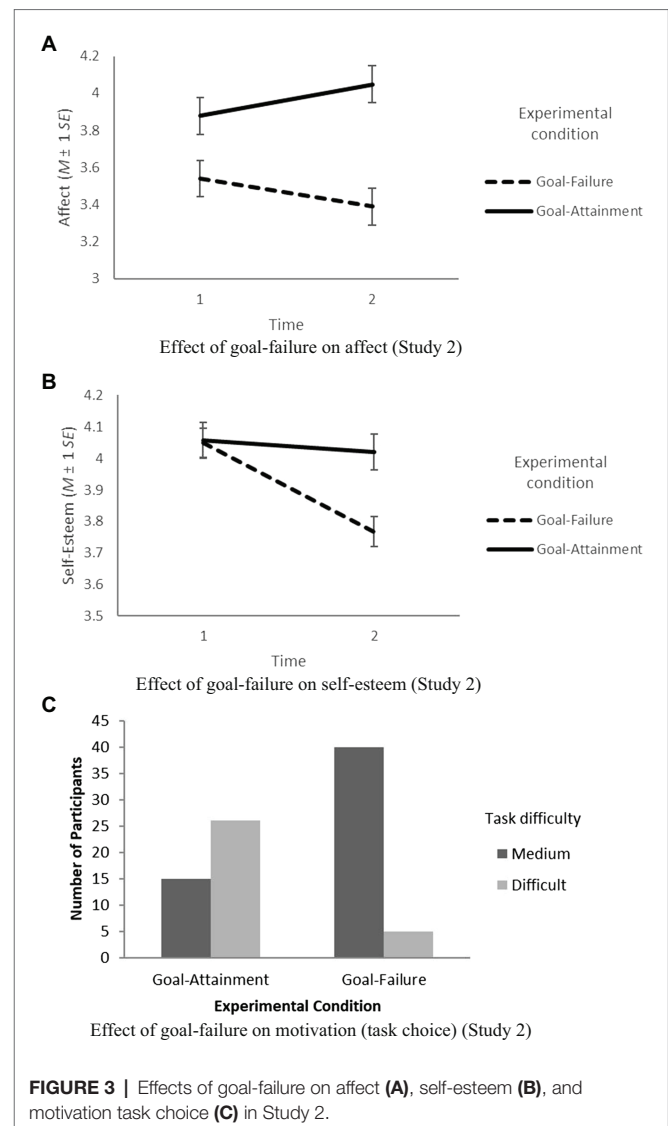 A
4.2
4
3.8
3.6
3.4
3.2
3
Affect (M ± 1 SE)
1
2
Time
Experimental
condition
Goal-Failure
Goal-Attainment
Effect of goal-failure on affect (Study 2)
B
4.2
4.1
4
3.9
3.8
3.7
3.6
3.5
Self-Esteem (M ± 1 SE)
1
2
Time
Experimental
condition
Goal-Failure
Goal-Attainment
Effect of goal-failure on self-esteem (Study 2)
C
45
40
35
30
25
20
15
10
5
0
Number of Participants
Goal-Attainment
Goal-Failure
Experimental Condition
Task difficulty
Medium
Difficult
Effect of goal-failure on motivation (task choice) (Study 2)
FIGURE 3 | Effects of goal-failure on affect (A), self-esteem (B), and
motivation task choice (C) in Study 2.